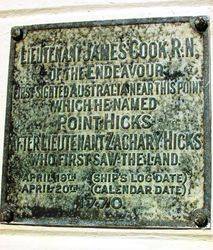 LIEUTENANT JAMES COOK R.N.
OF THE ENDEAVOUR
FIRST SIGHTED AUSTRALIA NEAR THIS POINT
WHICH HE NAMED
POINT HICKS
AFTER LIEUTENANT ZACHARY HICKS
WHO FIRST SAW THE LAND
APRIL 19TH (SHIP'S LOG DATE)
APRIL 20TH (CALENDAR DATE)
1770.